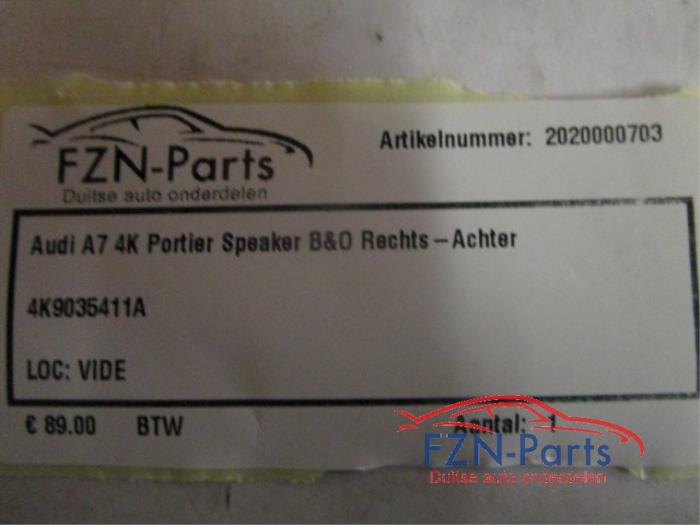 FZN-Parts
Duitse auto onderdelen
Artikelnummer: 2020000703
Audi A7 4K Portier Speaker B&O Rechts – Achter
4K9035411A
LOC: VIDE
€ 89.00 BTW Aantal: 1
FZN-Parts
Duitse auto onderdelen